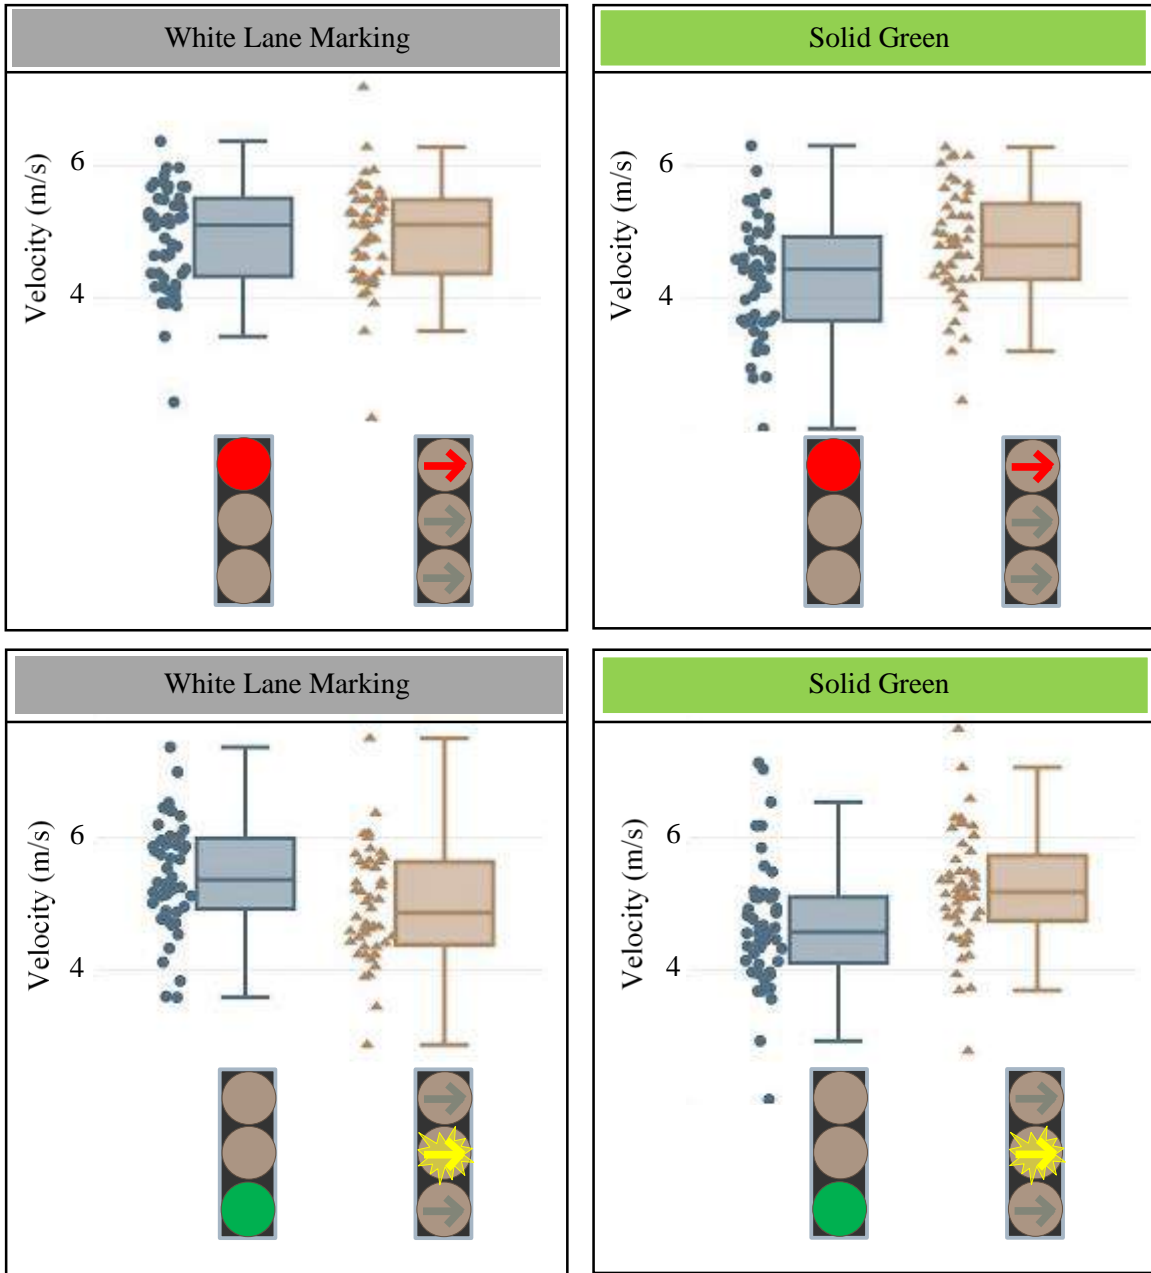 White Lane Marking
Solid Green
Velocity (m/s)
6
4
Velocity (m/s)
6
4
White Lane Marking
Solid Green
Velocity (m/s)
6
4
Velocity (m/s)
6
4